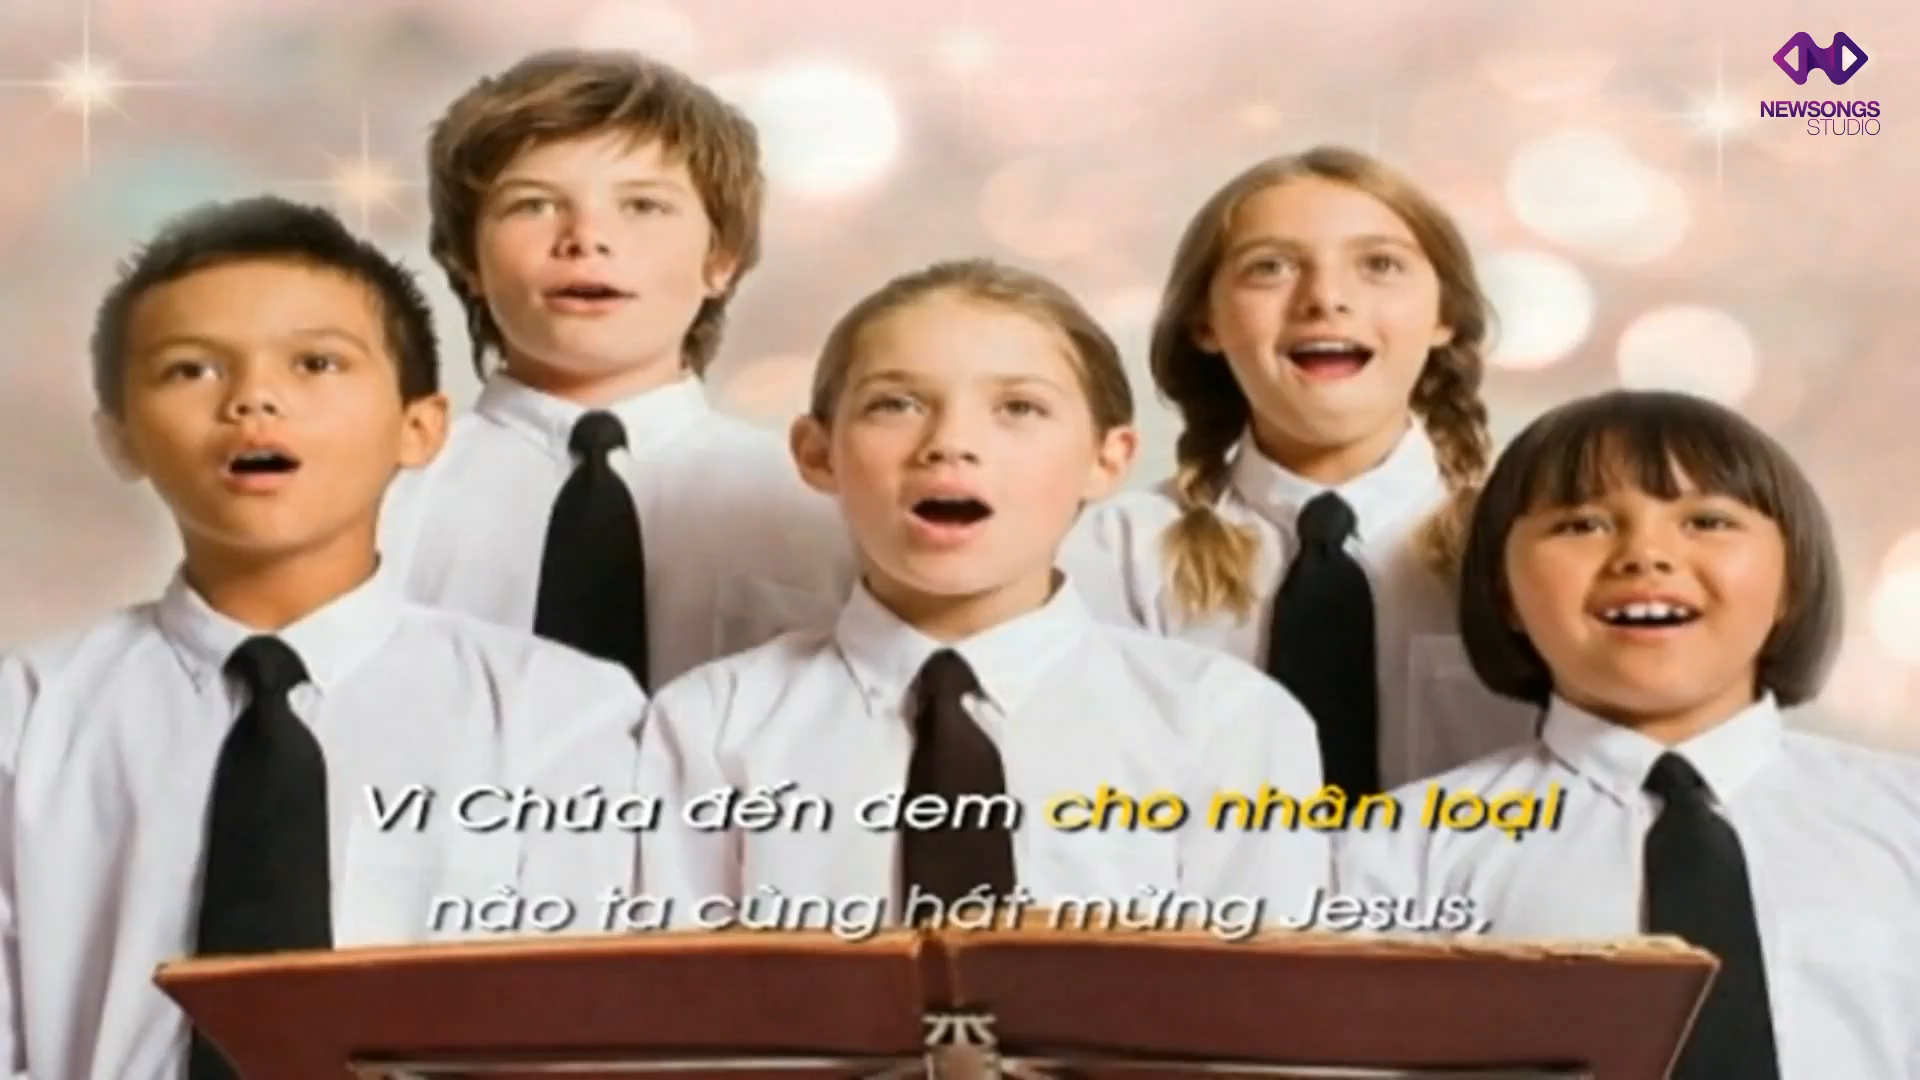 NEWSONGS
STUDIO
Vì Chúa đến đem cho nhân loại
nào ta cùng hát mừng Jesus,